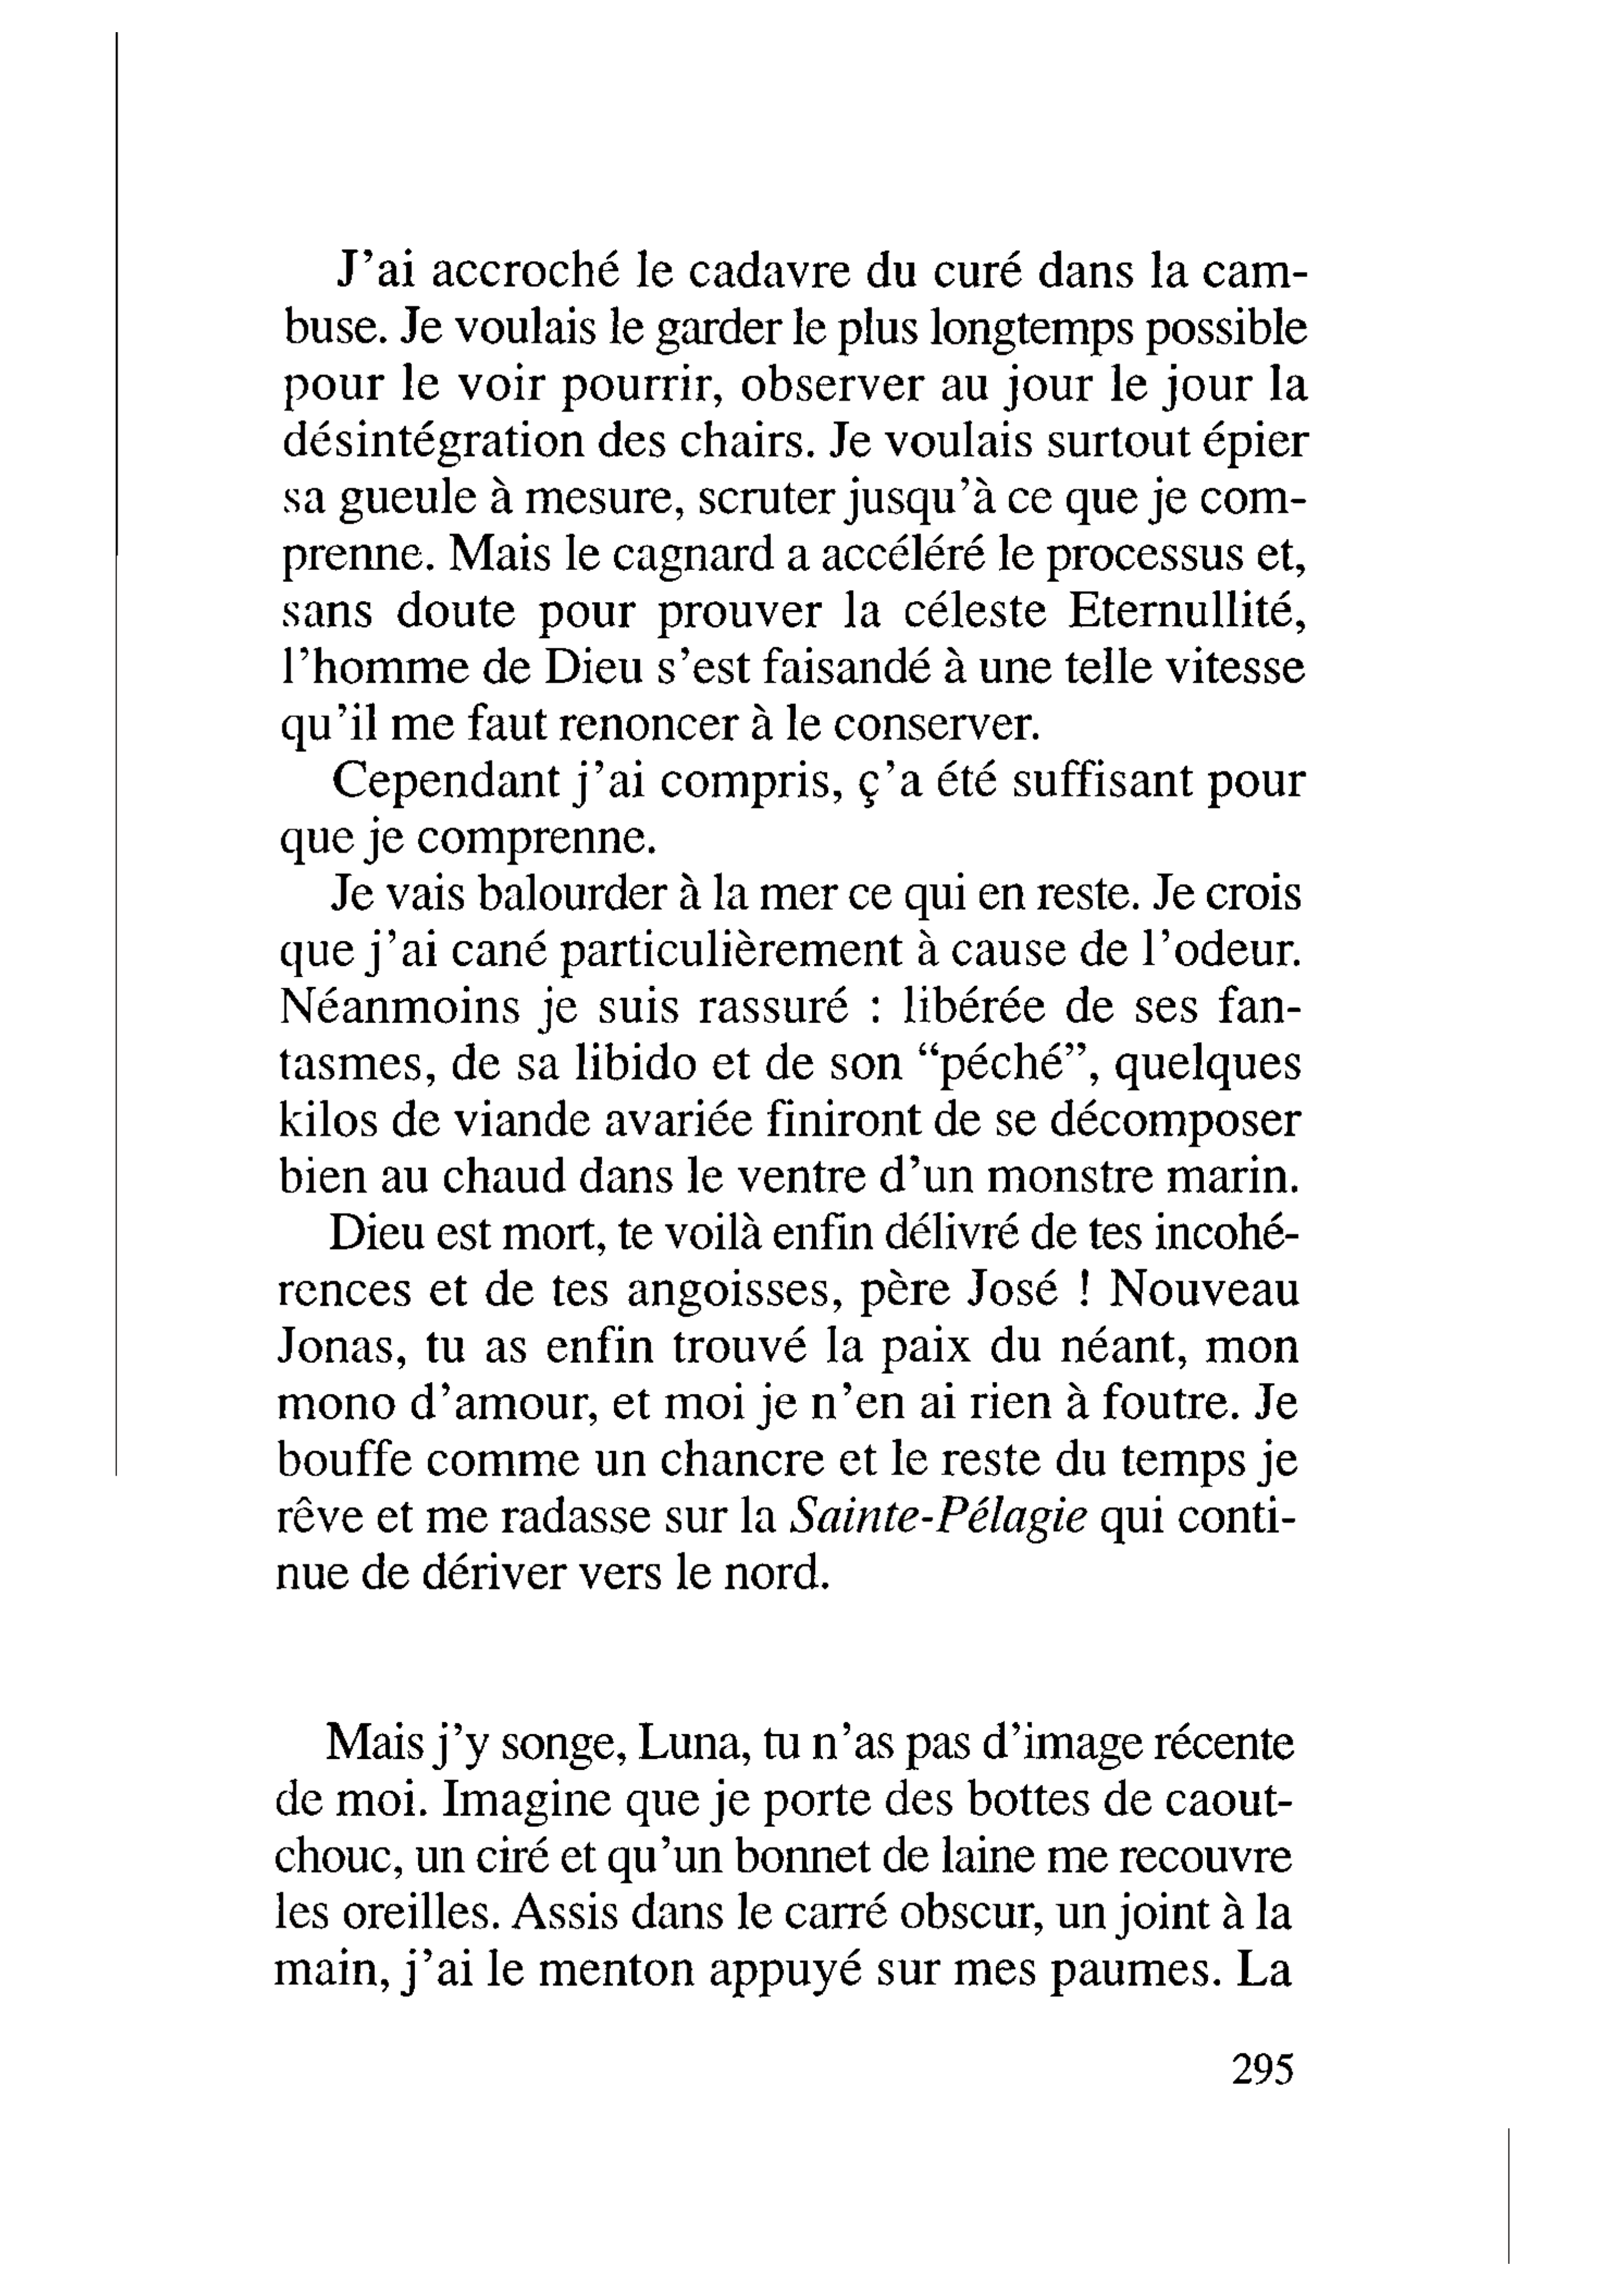 J’ai accroché le cadavre du curé dans la cam-
buse. Je voulais le garder le plus longtemps possible
pour le voir pourrir, observer au jour le jour la
désintégration des chairs. Je voulais surtout épier
sa gueule à mesure, scruter jusqu’à ce que je com-
prenne. Mais le cagnard a accéléré le processus et,
sans doute pour prouver la céleste Eternullité,
l’homme de Dieu s’est faisandé à une telle vitesse
qu’il me faut renoncer à le conserver.
Cependant j’ai compris, ç’a été suffisant pour
que je comprenne.
Je vais balourder à la mer ce qui en reste. Je crois
que j’ai cané particulièrement à cause de l’odeur.
Néanmoins je suis rassuré : libérée de ses fan-
tasmes, de sa libido et de son “péché”, quelques
kilos de viande avariée finiront de se décomposer
bien au chaud dans le ventre d’un monstre marin.
Dieu est mort, te voilà enfin délivré de tes incohé-
rences et de tes angoisses, père José ! Nouveau
Jonas, tu as enfin trouvé la paix du néant, mon
mono d’amour, et moi je n’en ai rien à foutre. Je
bouffe comme un chancre et le reste du temps je
rêve et me radasse sur la Sainte-Pélagie qui conti-
nue de dériver vers le nord.
Mais j’y songe, Luna, tu n’as pas d’image récente
de moi. Imagine que je porte des bottes de caout-
chouc, un ciré et qu’un bonnet de laine me recouvre
les oreilles. Assis dans le carré obscur, un joint à la
main, j’ai le menton appuyé sur mes paumes. La
295